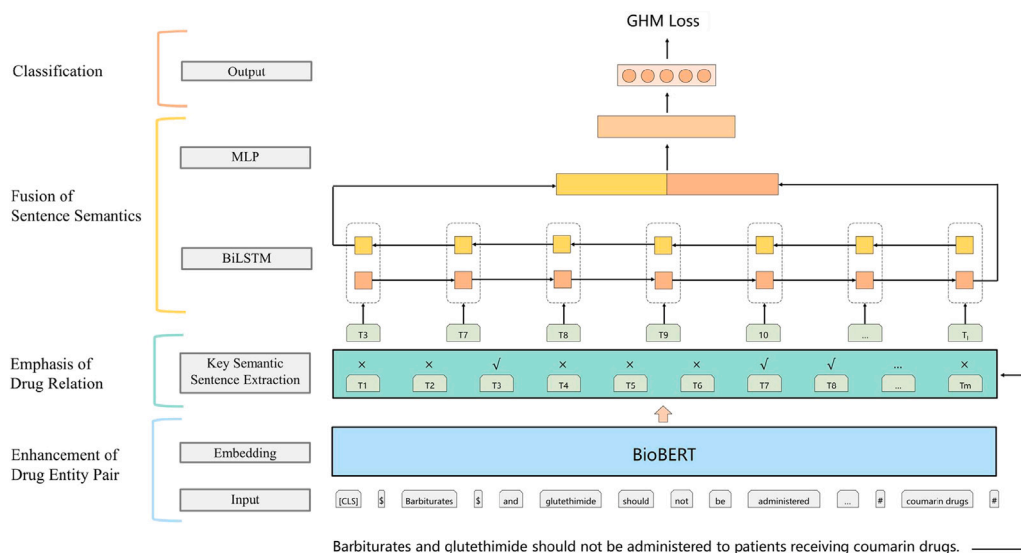 GHM Loss
Classification
Output
MLP
Fusion of
Sentence Semantics
BiLSTM
T3 T7 T8 T9 10 ... Tl
Emphasis of
Drug Relation
Key Semantic
Sentence Extraction
× × √ × × × √ √ ... ×
T1 T2 T3 T4 T5 T6 T7 T8 ... Tm
Enhancement of
Drug Entity Pair
Embedding
BioBERT
Input
[CLS] $ Barbiturates $ and glutethimide should not be administered ... # coumarin drugs #
Barbiturates and glutethimide should not be administered to patients receiving coumarin drugs.